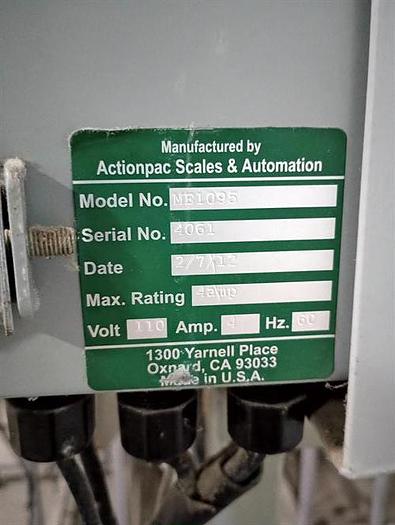 Manufactured by
Actionpac Scales & Automation
Model No. NE1095
Serial No. 4061
Date 2/7/12
Max. Rating 4amp
Volt 110 Amp. 4 Hz. 60
1300 Yarnell Place
Oxnard, CA 93033
Made in U.S.A.